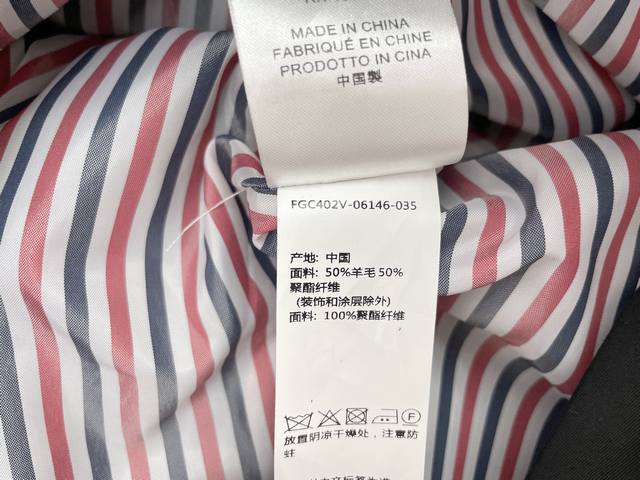 MADE IN CHINA
FABRIQUÉ EN CHINE
PRODOTTO IN CINA
中国製
FGC402V-06146-035
产地: 中国
面料: 50%羊毛 50%
聚酯纤维
(装饰和涂层除外)
面料: 100%聚酯纤维
F
放置阴凉干燥处, 注意防
蛀